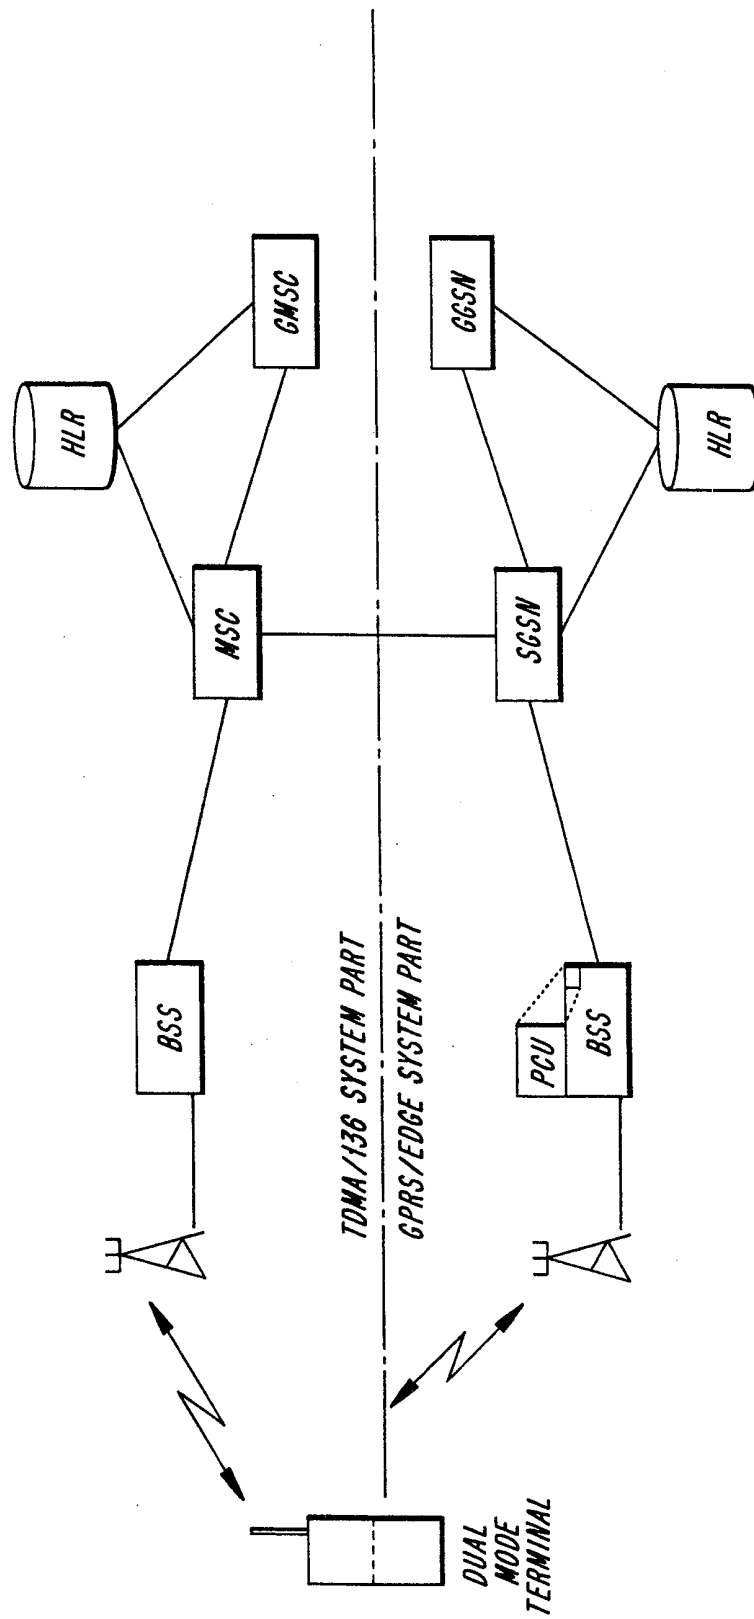 HLR
GMSC
MSC
BSS
TDMA/136 SYSTEM PART
GPRS/EDGE SYSTEM PART
DUAL
MODE
TERMINAL
PCU
BSS
SGSN
GGSN
HLR